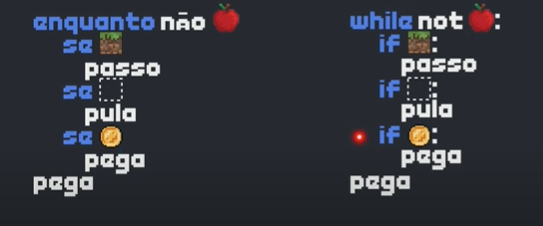 enquanto não
se
passo
se
pula
se
pega
pega
while not :
if :
passo
if :
pula
if :
pega
pega